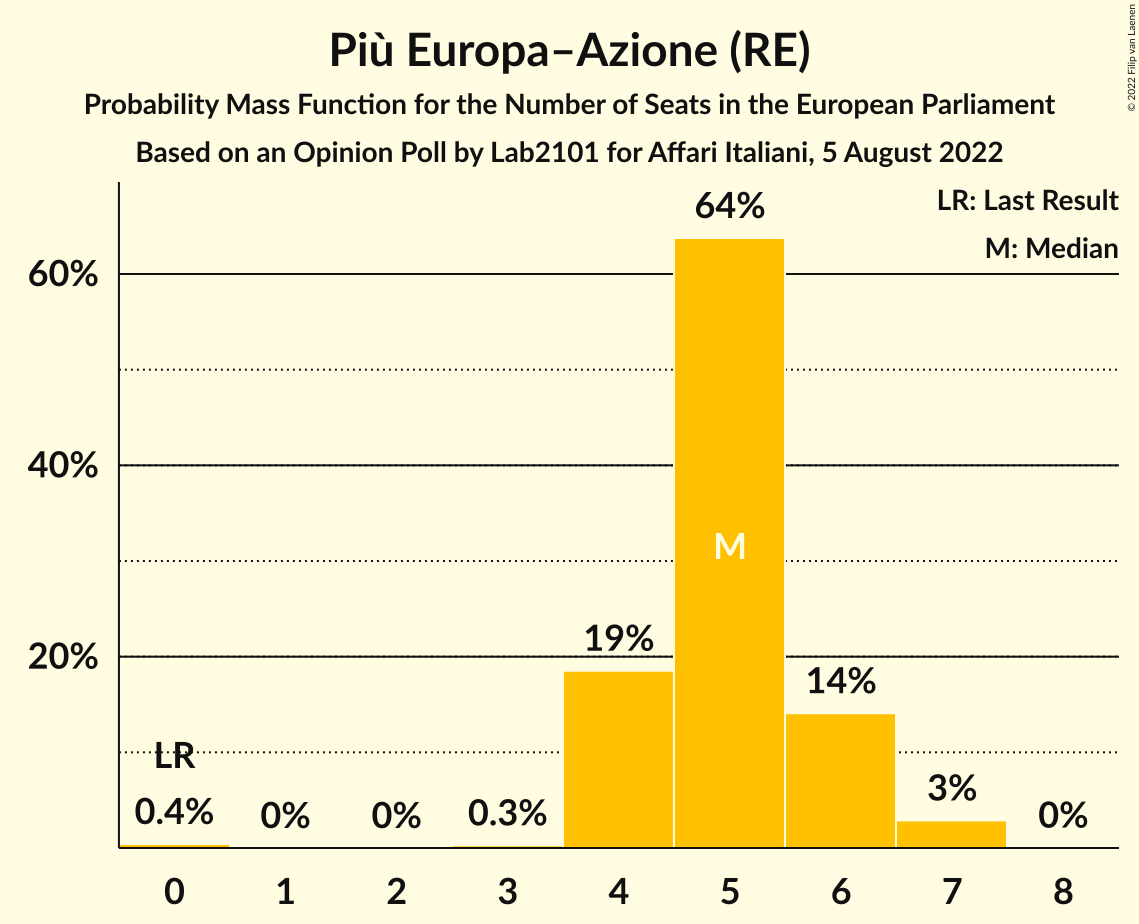 © 2022 Filip van Laenen
Più Europa–Azione (RE)
Probability Mass Function for the Number of Seats in the European Parliament
Based on an Opinion Poll by Lab2101 for Affari Italiani, 5 August 2022
LR: Last Result
M: Median
64%
60%
40%
M
19%
20%
14%
LR
0.4%
0%
0%
0.3%
3%
0%
0 1 2 3 4 5 6 7 8